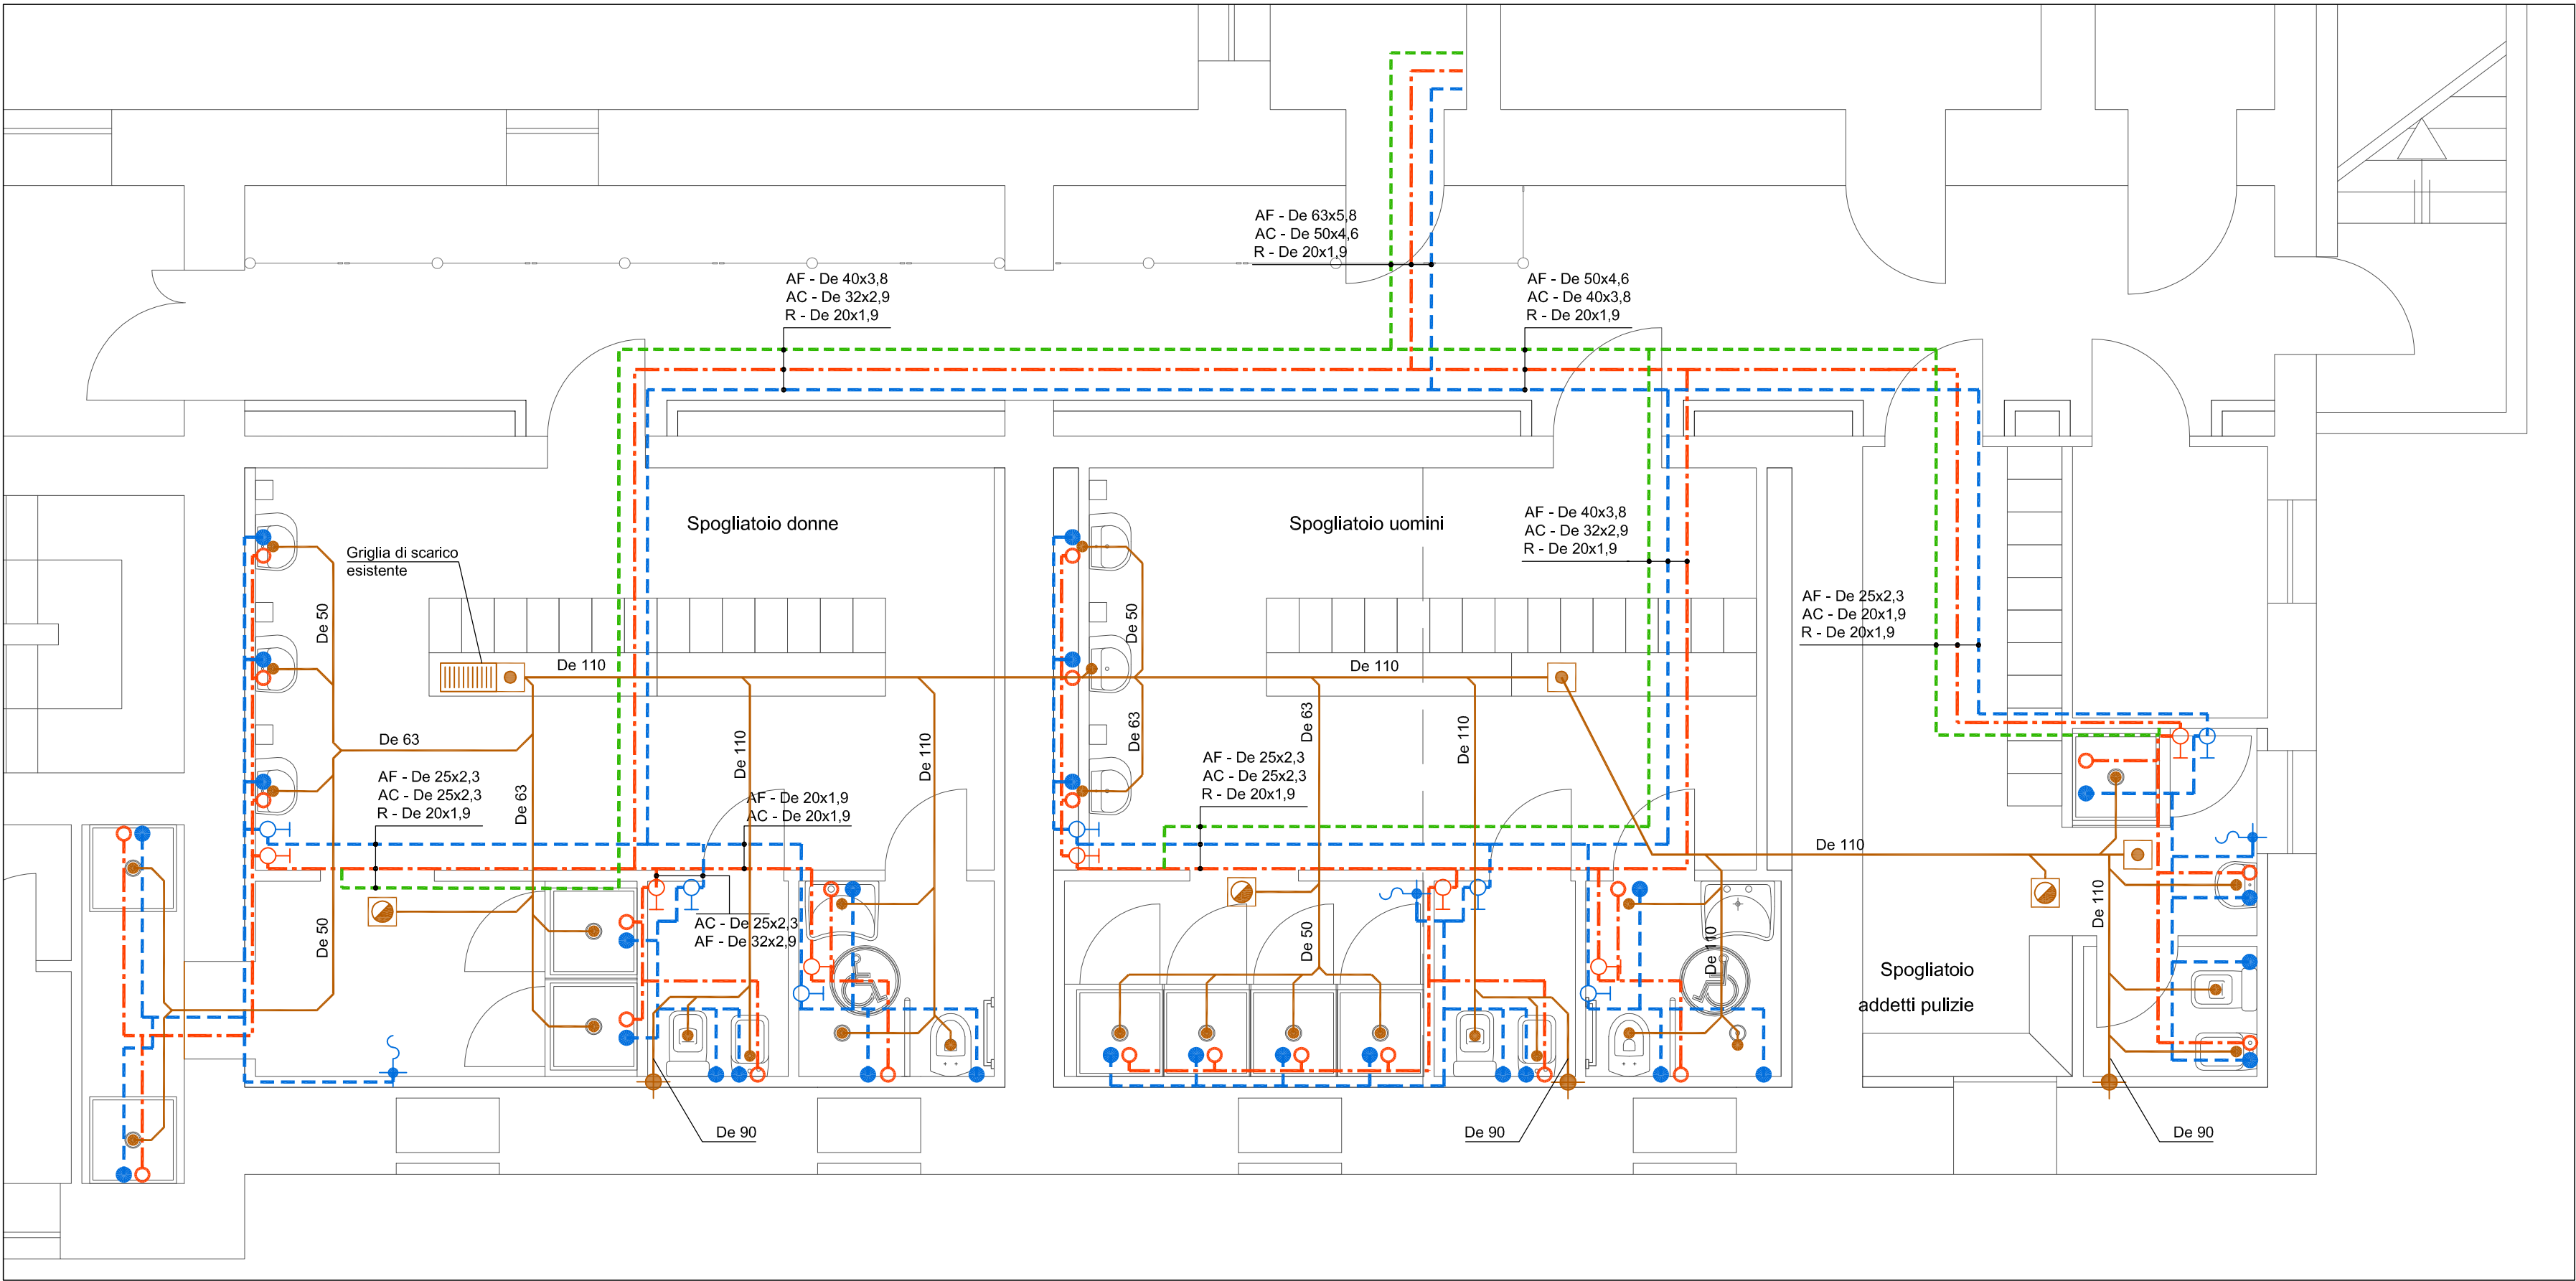 AF - De 63x5,8
AC - De 50x4,6
R - De 20x1,9
AF - De 40x3,8
AC - De 32x2,9
R - De 20x1,9
AF - De 50x4,6
AC - De 40x3,8
R - De 20x1,9
Spogliatoio donne
Spogliatoio uomini
AF - De 40x3,8
AC - De 32x2,9
R - De 20x1,9
Griglia di scarico
esistente
AF - De 25x2,3
AC - De 20x1,9
R - De 20x1,9
De 50
De 50
De 110
De 110
De 63
De 63
De 63
De 110
De 110
De 110
De 63
AF - De 25x2,3
AC - De 25x2,3
R - De 20x1,9
AF - De 20x1,9
AC - De 20x1,9
AF - De 25x2,3
AC - De 25x2,3
R - De 20x1,9
De 110
De 50
AC - De 25x2,3
AF - De 32x2,9
De 50
De 110
De 110
Spogliatoio
addetti pulizie
De 90
De 90
De 90